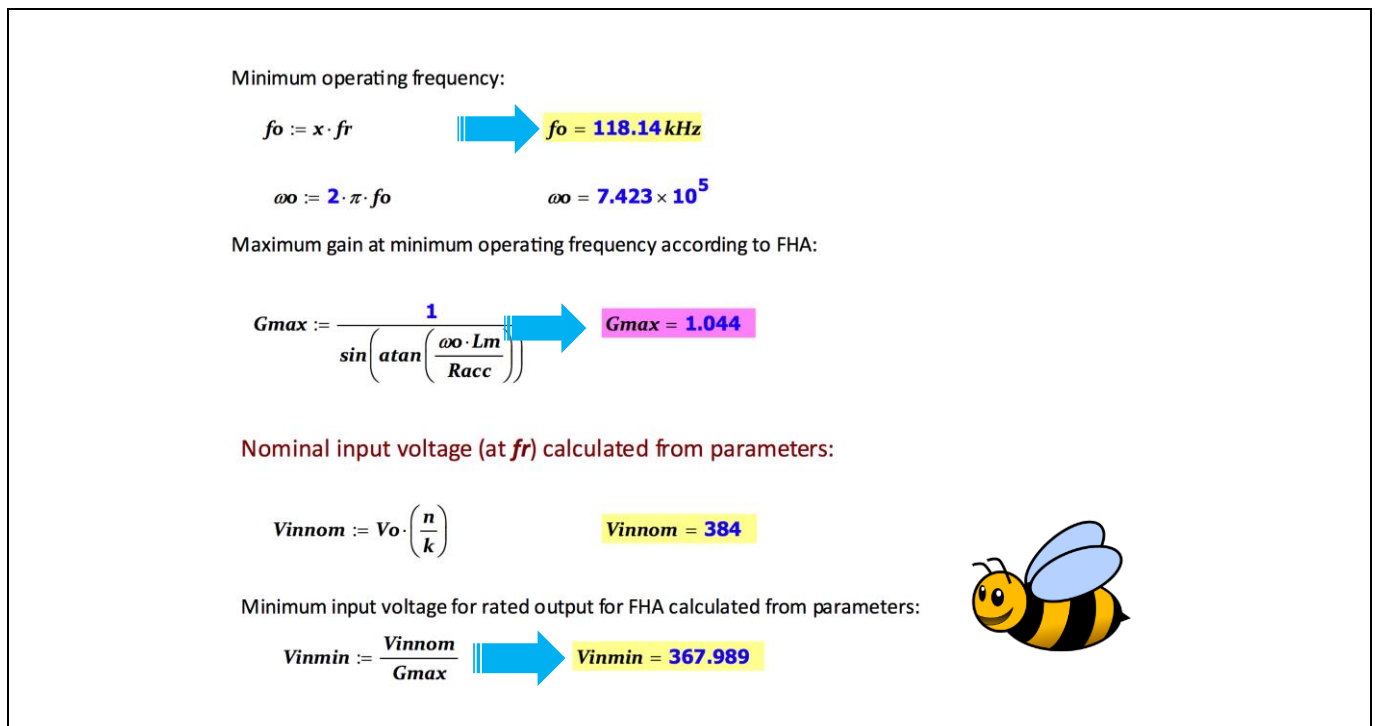 Minimum operating frequency:
fo := x · fr fo = 118.14 kHz
ωo := 2 · π · fo ωo = 7.423 × 10^5
Maximum gain at minimum operating frequency according to FHA:
Gmax := 1 / sin(atan(ωo · Lm / Racc)) Gmax = 1.044
Nominal input voltage (at fr) calculated from parameters:
Vinnom := Vo · (n / k) Vinnom = 384
Minimum input voltage for rated output for FHA calculated from parameters:
Vinmin := Vinnom / Gmax Vinmin = 367.989